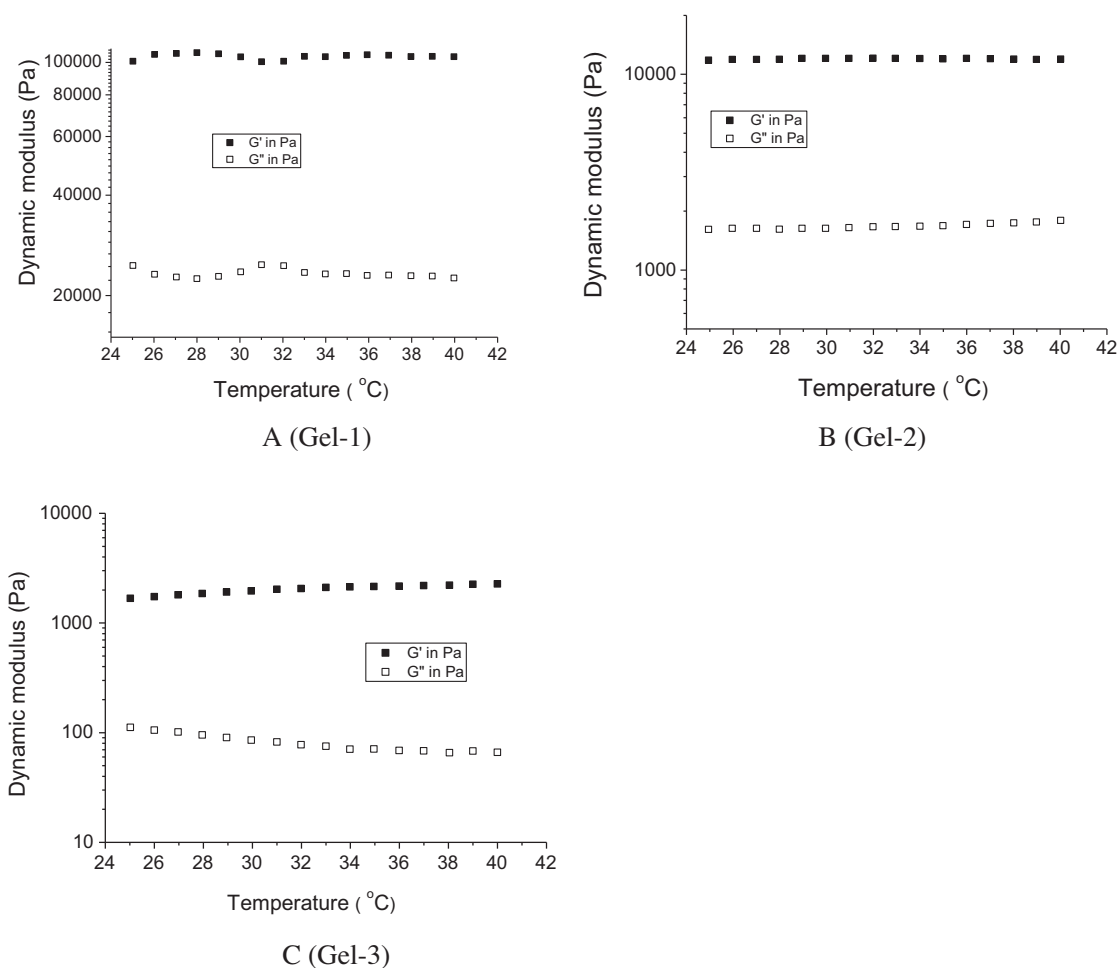 Dynamic modulus (Pa)
100000
80000
60000
40000
20000
G' in Pa
G" in Pa
24 26 28 30 32 34 36 38 40 42
Temperature ( °C)
A (Gel-1)
Dynamic modulus (Pa)
10000
1000
G' in Pa
G" in Pa
24 26 28 30 32 34 36 38 40 42
Temperature ( °C)
B (Gel-2)
Dynamic modulus (Pa)
10000
1000
100
10
G' in Pa
G" in Pa
24 26 28 30 32 34 36 38 40 42
Temperature ( °C)
C (Gel-3)